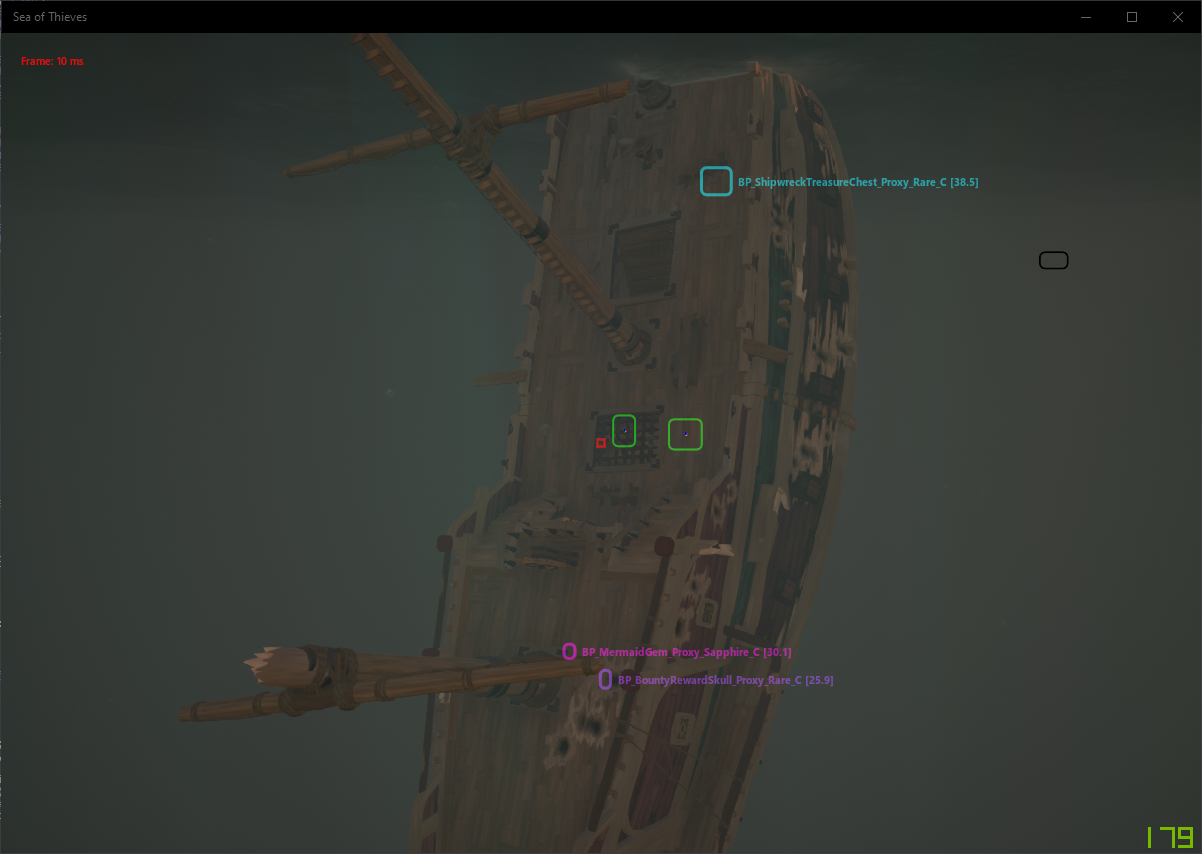 Sea of Thieves
Frame: 10 ms
BP_ShipwreckTreasureChest_Proxy_Rare_C [38.5]
BP_MermaidGem_Proxy_Sapphire_C [30.1]
BP_BountyRewardSkull_Proxy_Rare_C [25.9]
179